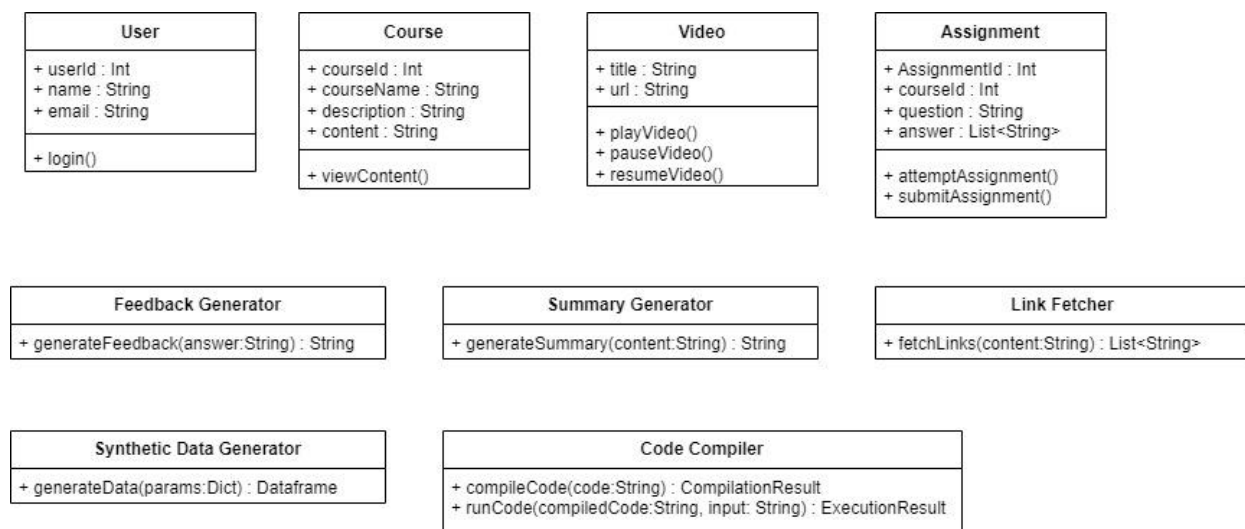 User
+ userId : Int
+ name : String
+ email : String
+ login()
Course
+ courseId : Int
+ courseName : String
+ description : String
+ content : String
+ viewContent()
Video
+ title : String
+ url : String
+ playVideo()
+ pauseVideo()
+ resumeVideo()
Assignment
+ AssignmentId : Int
+ courseId : Int
+ question : String
+ answer : List<String>
+ attemptAssignment()
+ submitAssignment()
Feedback Generator
+ generateFeedback(answer:String) : String
Summary Generator
+ generateSummary(content:String) : String
Link Fetcher
+ fetchLinks(content:String) : List<String>
Synthetic Data Generator
+ generateData(params:Dict) : Dataframe
Code Compiler
+ compileCode(code:String) : CompilationResult
+ runCode(compiledCode:String, input: String) : ExecutionResult